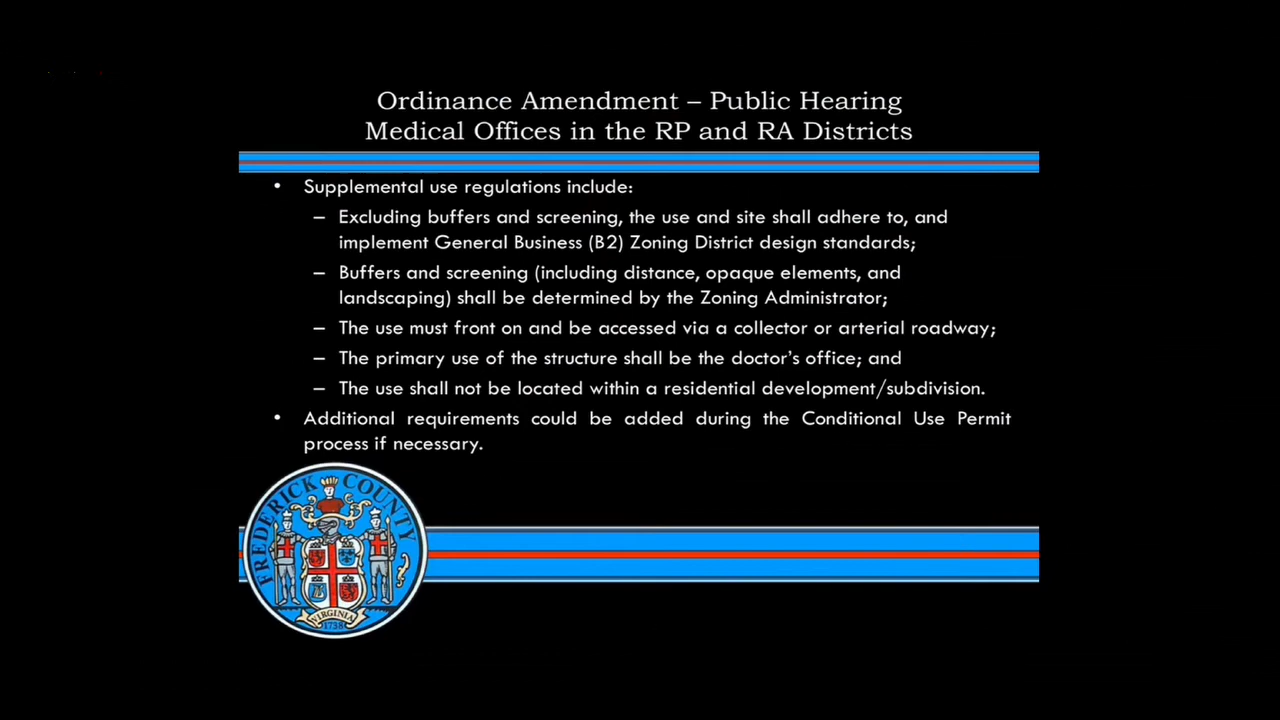 Ordinance Amendment – Public Hearing
Medical Offices in the RP and RA Districts
• Supplemental use regulations include:
– Excluding buffers and screening, the use and site shall adhere to, and
implement General Business (B2) Zoning District design standards;
– Buffers and screening (including distance, opaque elements, and
landscaping) shall be determined by the Zoning Administrator;
– The use must front on and be accessed via a collector or arterial roadway;
– The primary use of the structure shall be the doctor’s office; and
– The use shall not be located within a residential development/subdivision.
• Additional requirements could be added during the Conditional Use Permit
process if necessary.
FREDERICK COUNTY
VIRGINIA
1738